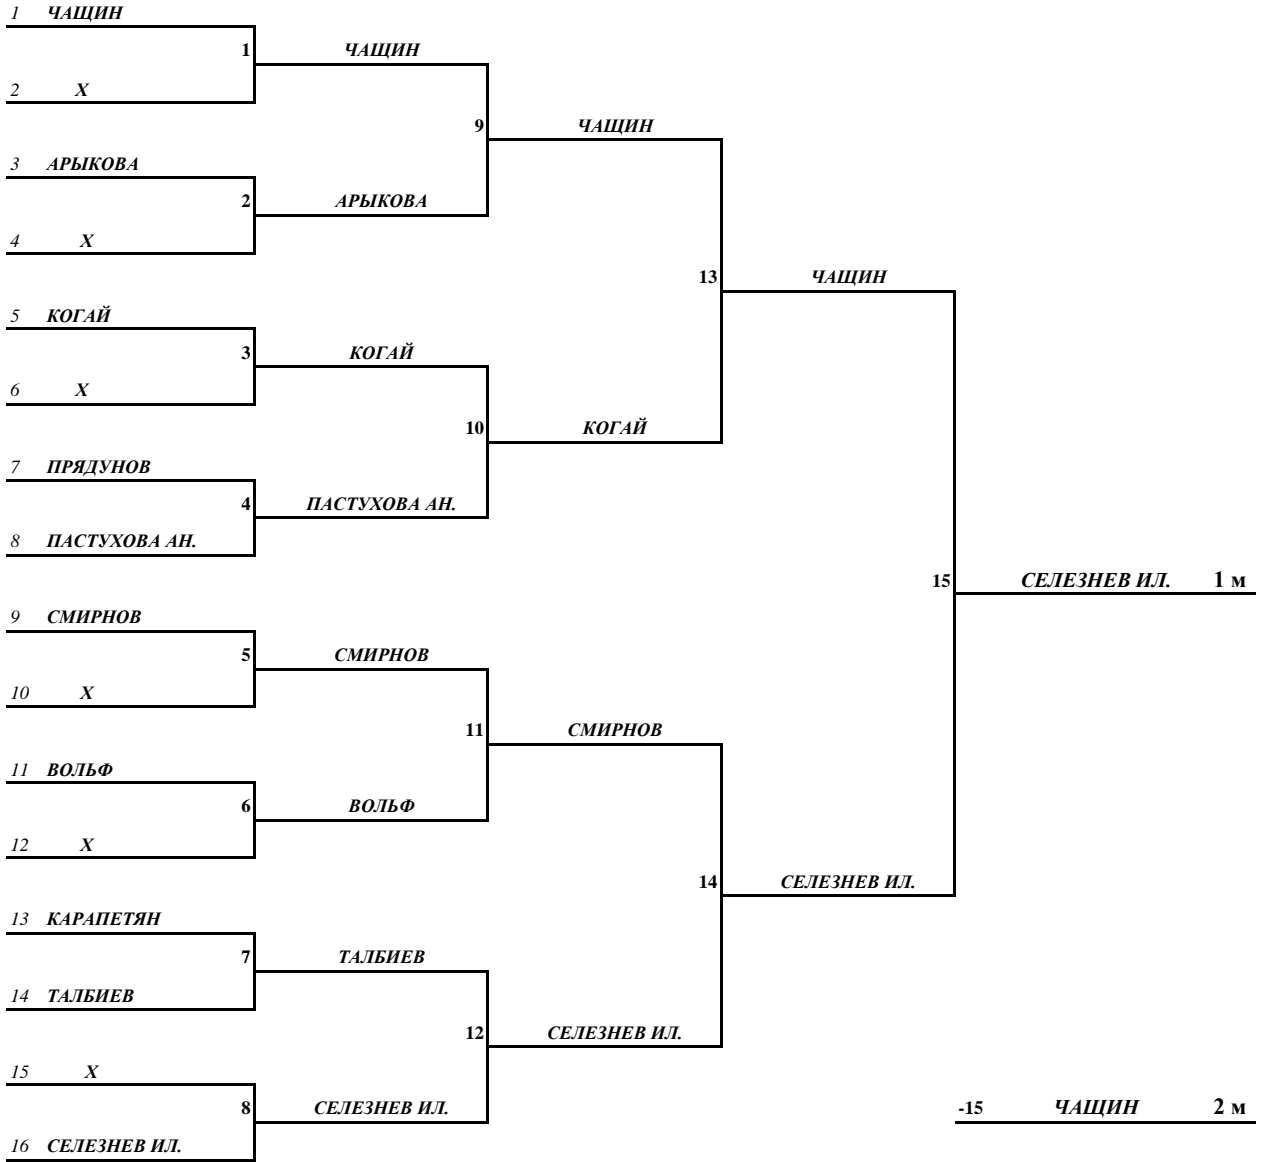 1 ЧАЩИН
1 ЧАЩИН
2 X
9 ЧАЩИН
3 АРЫКОВА
2 АРЫКОВА
4 X
13 ЧАЩИН
5 КОГАЙ
3 КОГАЙ
6 X
10 КОГАЙ
7 ПРЯДУНОВ
4 ПАСТУХОВА АН.
8 ПАСТУХОВА АН.
15 СЕЛЕЗНЕВ ИЛ. 1 м
9 СМИРНОВ
5 СМИРНОВ
10 X
11 СМИРНОВ
11 ВОЛЬФ
6 ВОЛЬФ
12 X
14 СЕЛЕЗНЕВ ИЛ.
13 КАРАПЕТЯН
7 ТАЛБИЕВ
14 ТАЛБИЕВ
12 СЕЛЕЗНЕВ ИЛ.
15 X
8 СЕЛЕЗНЕВ ИЛ.
-15 ЧАЩИН 2 м
16 СЕЛЕЗНЕВ ИЛ.